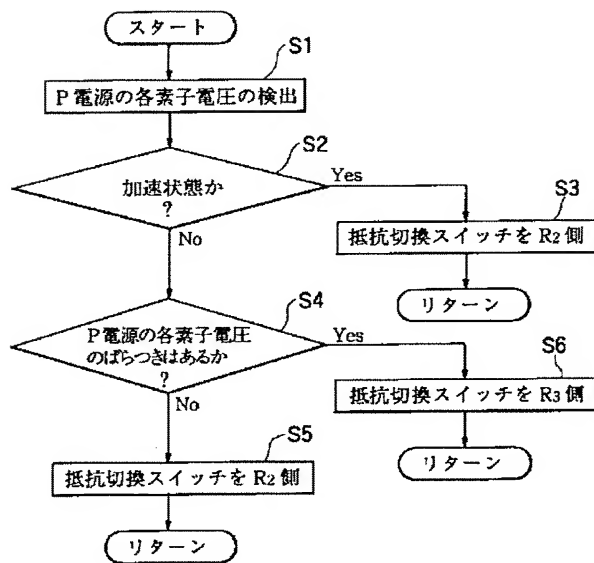 スタート
S1
P電源の各素子電圧の検出
S2
加速状態か
?
Yes
No
S3
抵抗切換スイッチをR2側
リターン
S4
P電源の各素子電圧
のばらつきはあるか
?
Yes
No
S6
抵抗切換スイッチをR3側
リターン
S5
抵抗切換スイッチをR2側
リターン